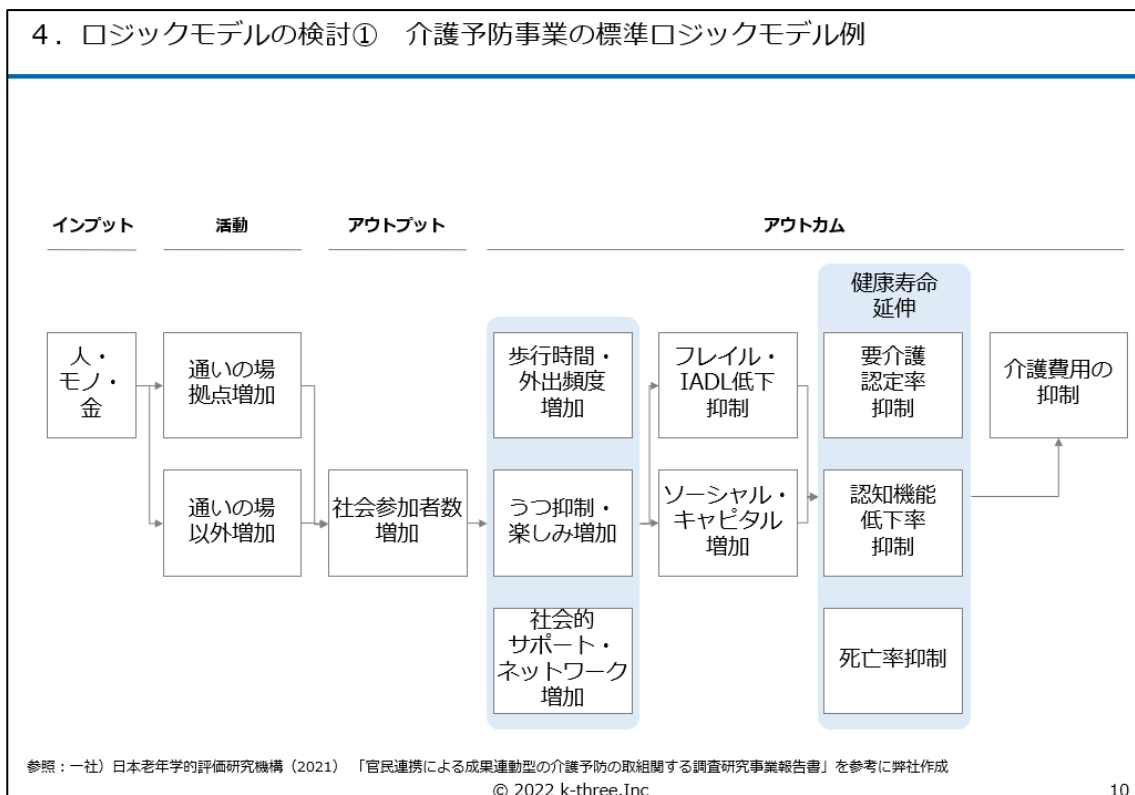 4．ロジックモデルの検討①　介護予防事業の標準ロジックモデル例
インプット
活動
アウトプット
アウトカム
人・
モノ・
金
通いの場
拠点増加
通いの場
以外増加
社会参加者数
増加
歩行時間・
外出頻度
増加
うつ抑制・
楽しみ増加
社会的
サポート・
ネットワーク
増加
フレイル・
IADL低下
抑制
ソーシャル・
キャピタル
増加
健康寿命
延伸
要介護
認定率
抑制
認知機能
低下率
抑制
死亡率抑制
介護費用の
抑制
参照：一社）日本老年学的評価研究機構（2021）「官民連携による成果連動型の介護予防の取組関する調査研究事業報告書」を参考に弊社作成
© 2022 k-three.Inc
10